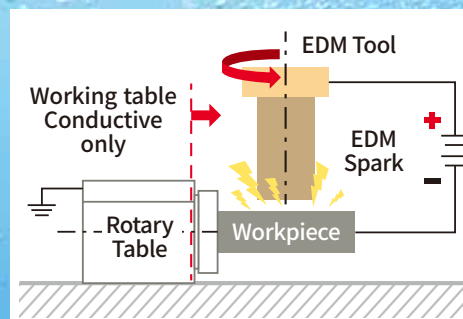 EDM Tool
Working table
Conductive
only
+
EDM
Spark
−
Rotary
Table
Workpiece